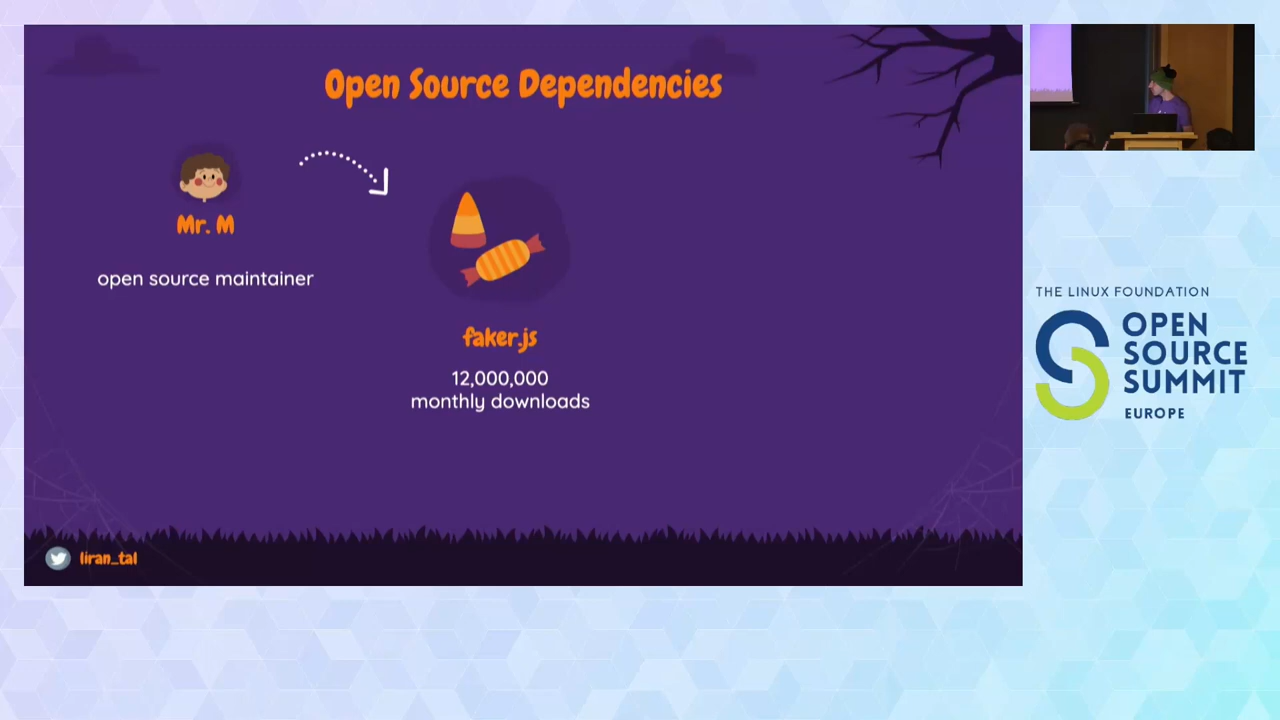 Open Source Dependencies
Mr. M
open source maintainer
faker.js
12,000,000
monthly downloads
liran_tal
THE LINUX FOUNDATION
OPEN
SOURCE
SUMMIT
EUROPE